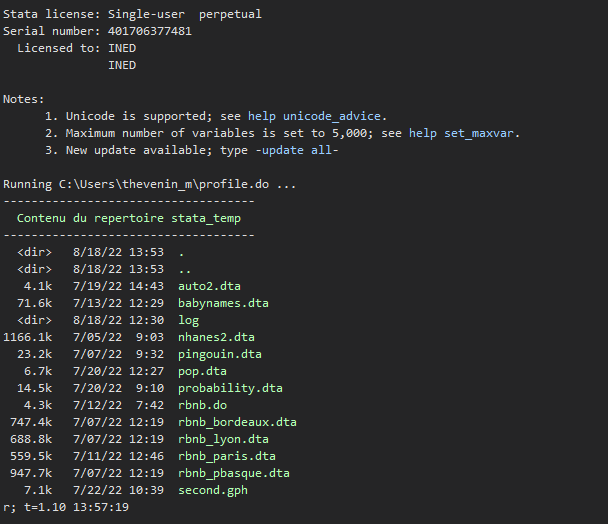 Stata license: Single-user  perpetual
Serial number: 401706377481
  Licensed to: INED
               INED
Notes:
      1. Unicode is supported; see help unicode_advice.
      2. Maximum number of variables is set to 5,000; see help set_maxvar.
      3. New update available; type -update all-
Running C:\Users\thevenin_m\profile.do ...
------------------------------------
  Contenu du repertoire stata_temp
------------------------------------
  <dir>   8/18/22 13:53  .
  <dir>   8/18/22 13:53  ..
   4.1k   7/19/22 14:43  auto2.dta
  71.6k   7/13/22 12:29  babynames.dta
  <dir>   8/18/22 12:30  log
1166.1k   7/05/22  9:03  nhanes2.dta
  23.2k   7/07/22  9:32  pingouin.dta
   6.7k   7/20/22 12:27  pop.dta
  14.5k   7/20/22  9:10  probability.dta
   4.3k   7/12/22  7:42  rbnb.do
 747.4k   7/07/22 12:19  rbnb_bordeaux.dta
 688.8k   7/07/22 12:19  rbnb_lyon.dta
 559.5k   7/11/22 12:46  rbnb_paris.dta
 947.7k   7/07/22 12:19  rbnb_pbasque.dta
   7.1k   7/22/22 10:39  second.gph
r; t=1.10 13:57:19